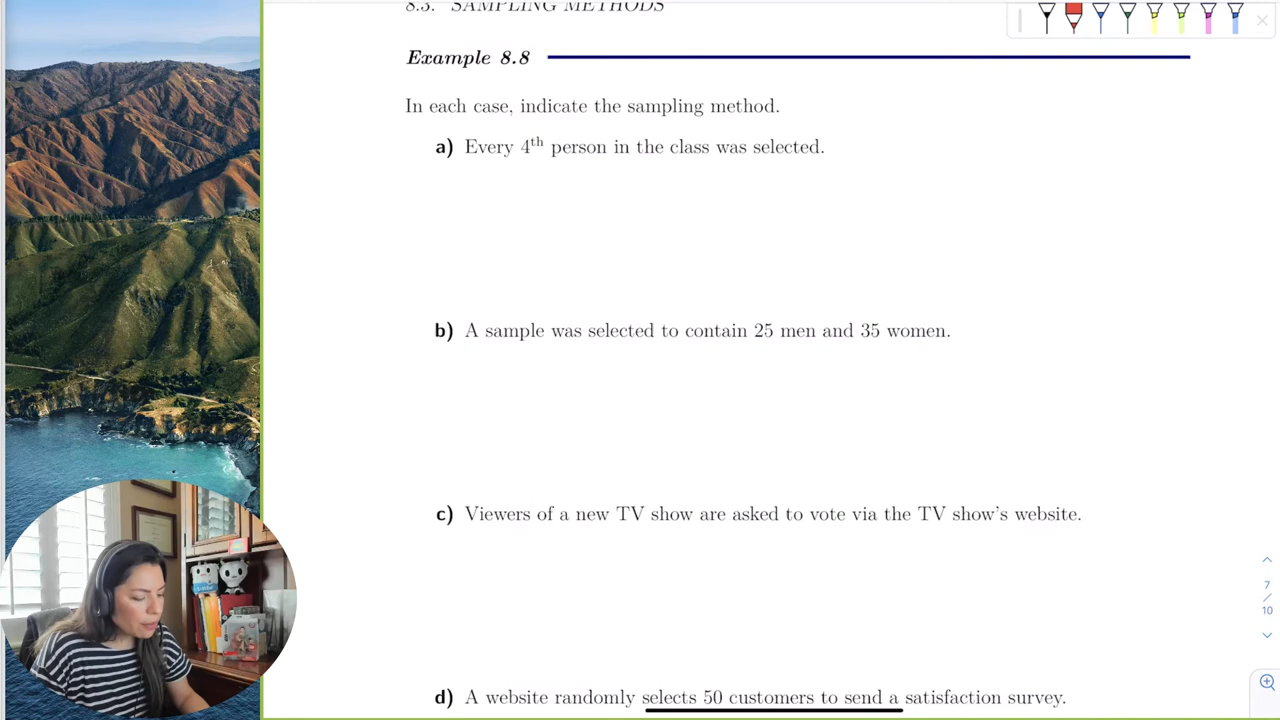 8.3. SAMPLING METHODS
Example 8.8
In each case, indicate the sampling method.
a) Every 4th person in the class was selected.
b) A sample was selected to contain 25 men and 35 women.
c) Viewers of a new TV show are asked to vote via the TV show's website.
7
/
10
d) A website randomly selects 50 customers to send a satisfaction survey.